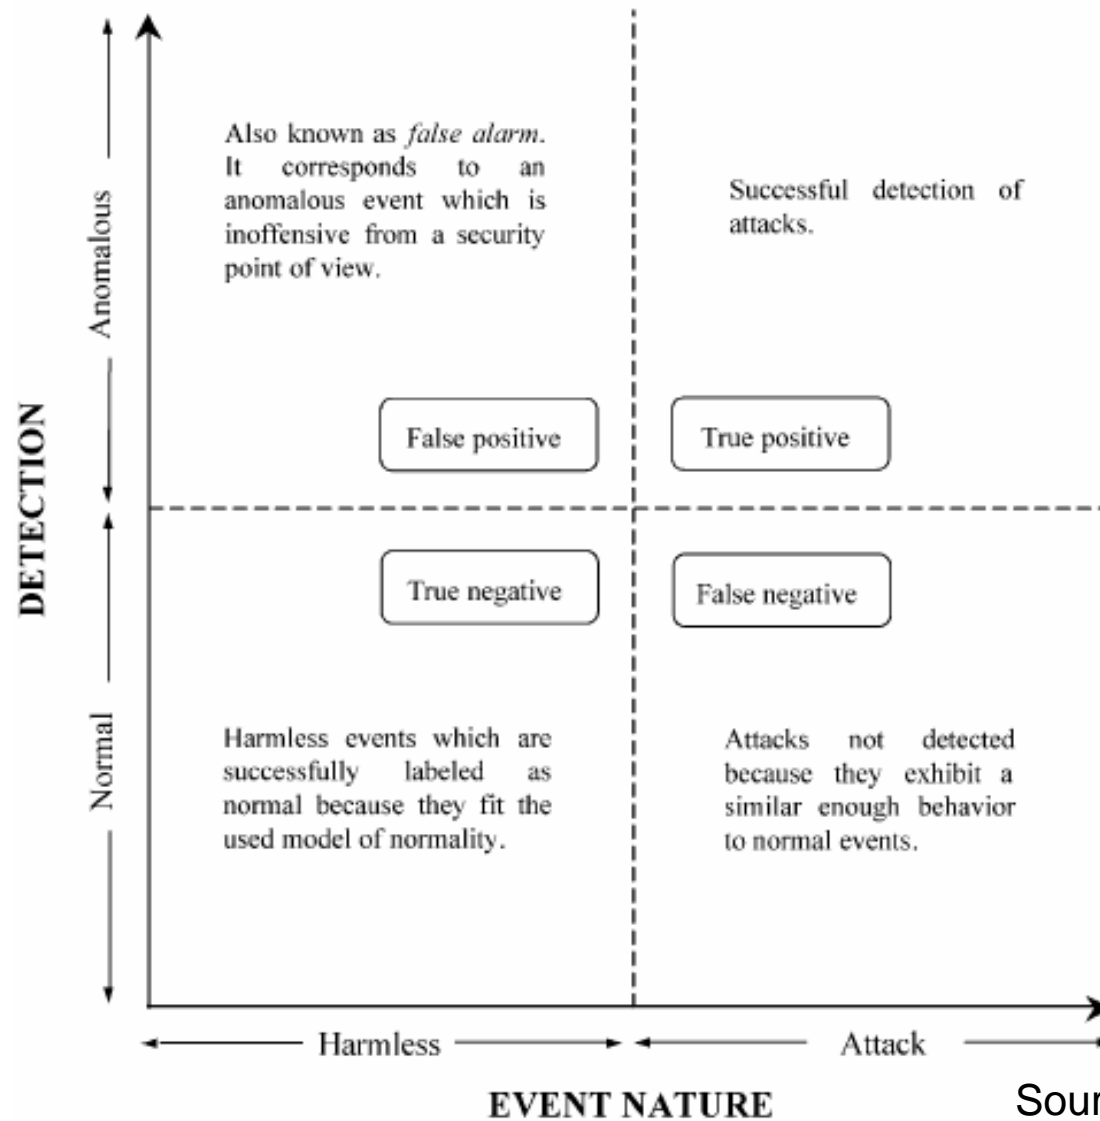 Also known as false alarm.
It corresponds to an
anomalous event which is
inoffensive from a security
point of view.
Successful detection of
attacks.
Anomalous
False positive
True positive
DETECTION
True negative
False negative
Normal
Harmless events which are
successfully labeled as
normal because they fit the
used model of normality.
Attacks not detected
because they exhibit a
similar enough behavior
to normal events.
Harmless
Attack
EVENT NATURE